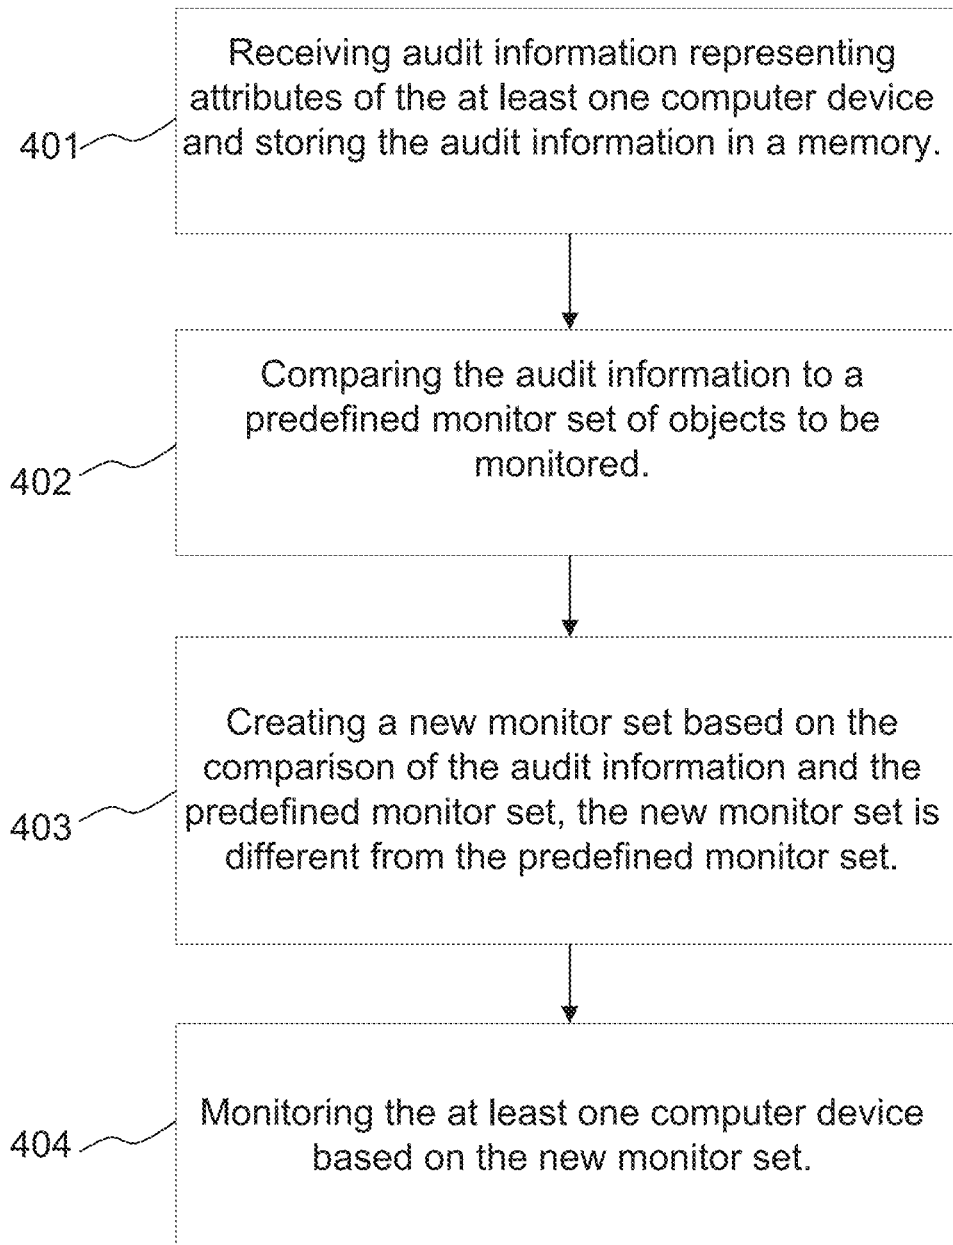 Receiving audit information representing
attributes of the at least one computer device
401
and storing the audit information in a memory.
Comparing the audit information to a
predefined monitor set of objects to be
monitored.
402
Creating a new monitor set based on the
comparison of the audit information and the
predefined monitor set, the new monitor set is
403
different from the predefined monitor set.
Monitoring the at least one computer device
404
based on the new monitor set.